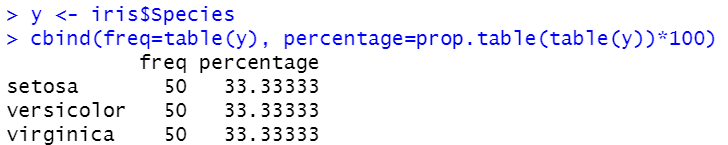 > y <- iris$Species
> cbind(freq=table(y), percentage=prop.table(table(y))*100)
           freq percentage
setosa       50   33.33333
versicolor   50   33.33333
virginica    50   33.33333